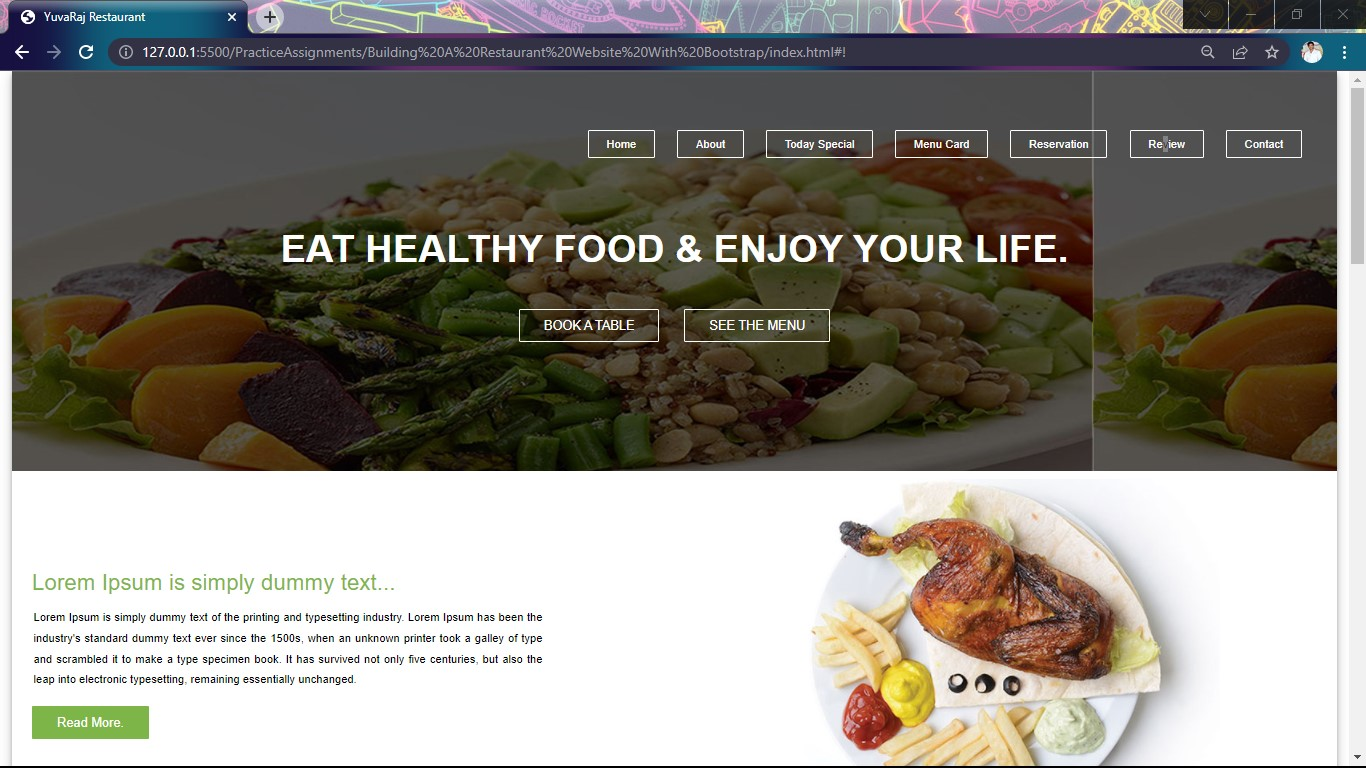 YuvaRaj Restaurant
127.0.0.1:5500/PracticeAssignments/Building%20A%20Restaurant%20Website%20With%20Bootstrap/index.html#!
Home About Today Special Menu Card Reservation Review Contact
EAT HEALTHY FOOD & ENJOY YOUR LIFE.
BOOK A TABLE SEE THE MENU
Lorem Ipsum is simply dummy text...
Lorem Ipsum is simply dummy text of the printing and typesetting industry. Lorem Ipsum has been the
industry's standard dummy text ever since the 1500s, when an unknown printer took a galley of type
and scrambled it to make a type specimen book. It has survived not only five centuries, but also the
leap into electronic typesetting, remaining essentially unchanged.
Read More.